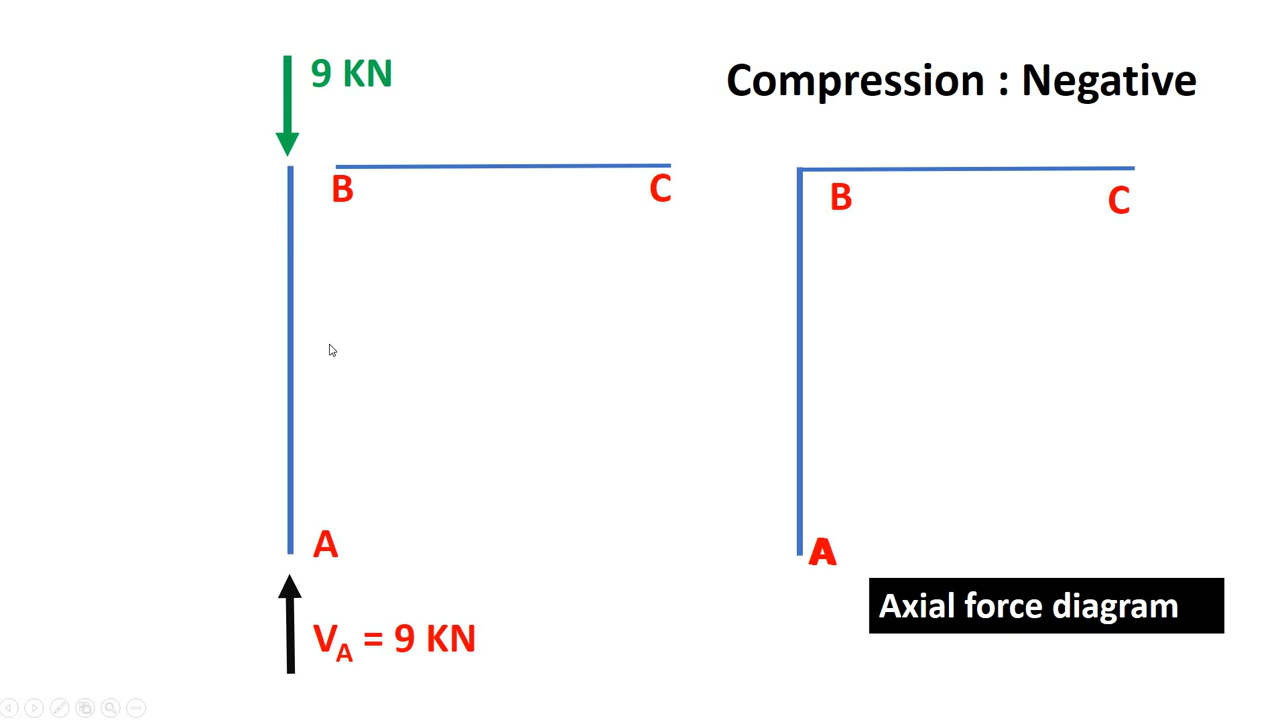 9 KN
Compression : Negative
B
C
B
C
A
A
Axial force diagram
VA = 9 KN